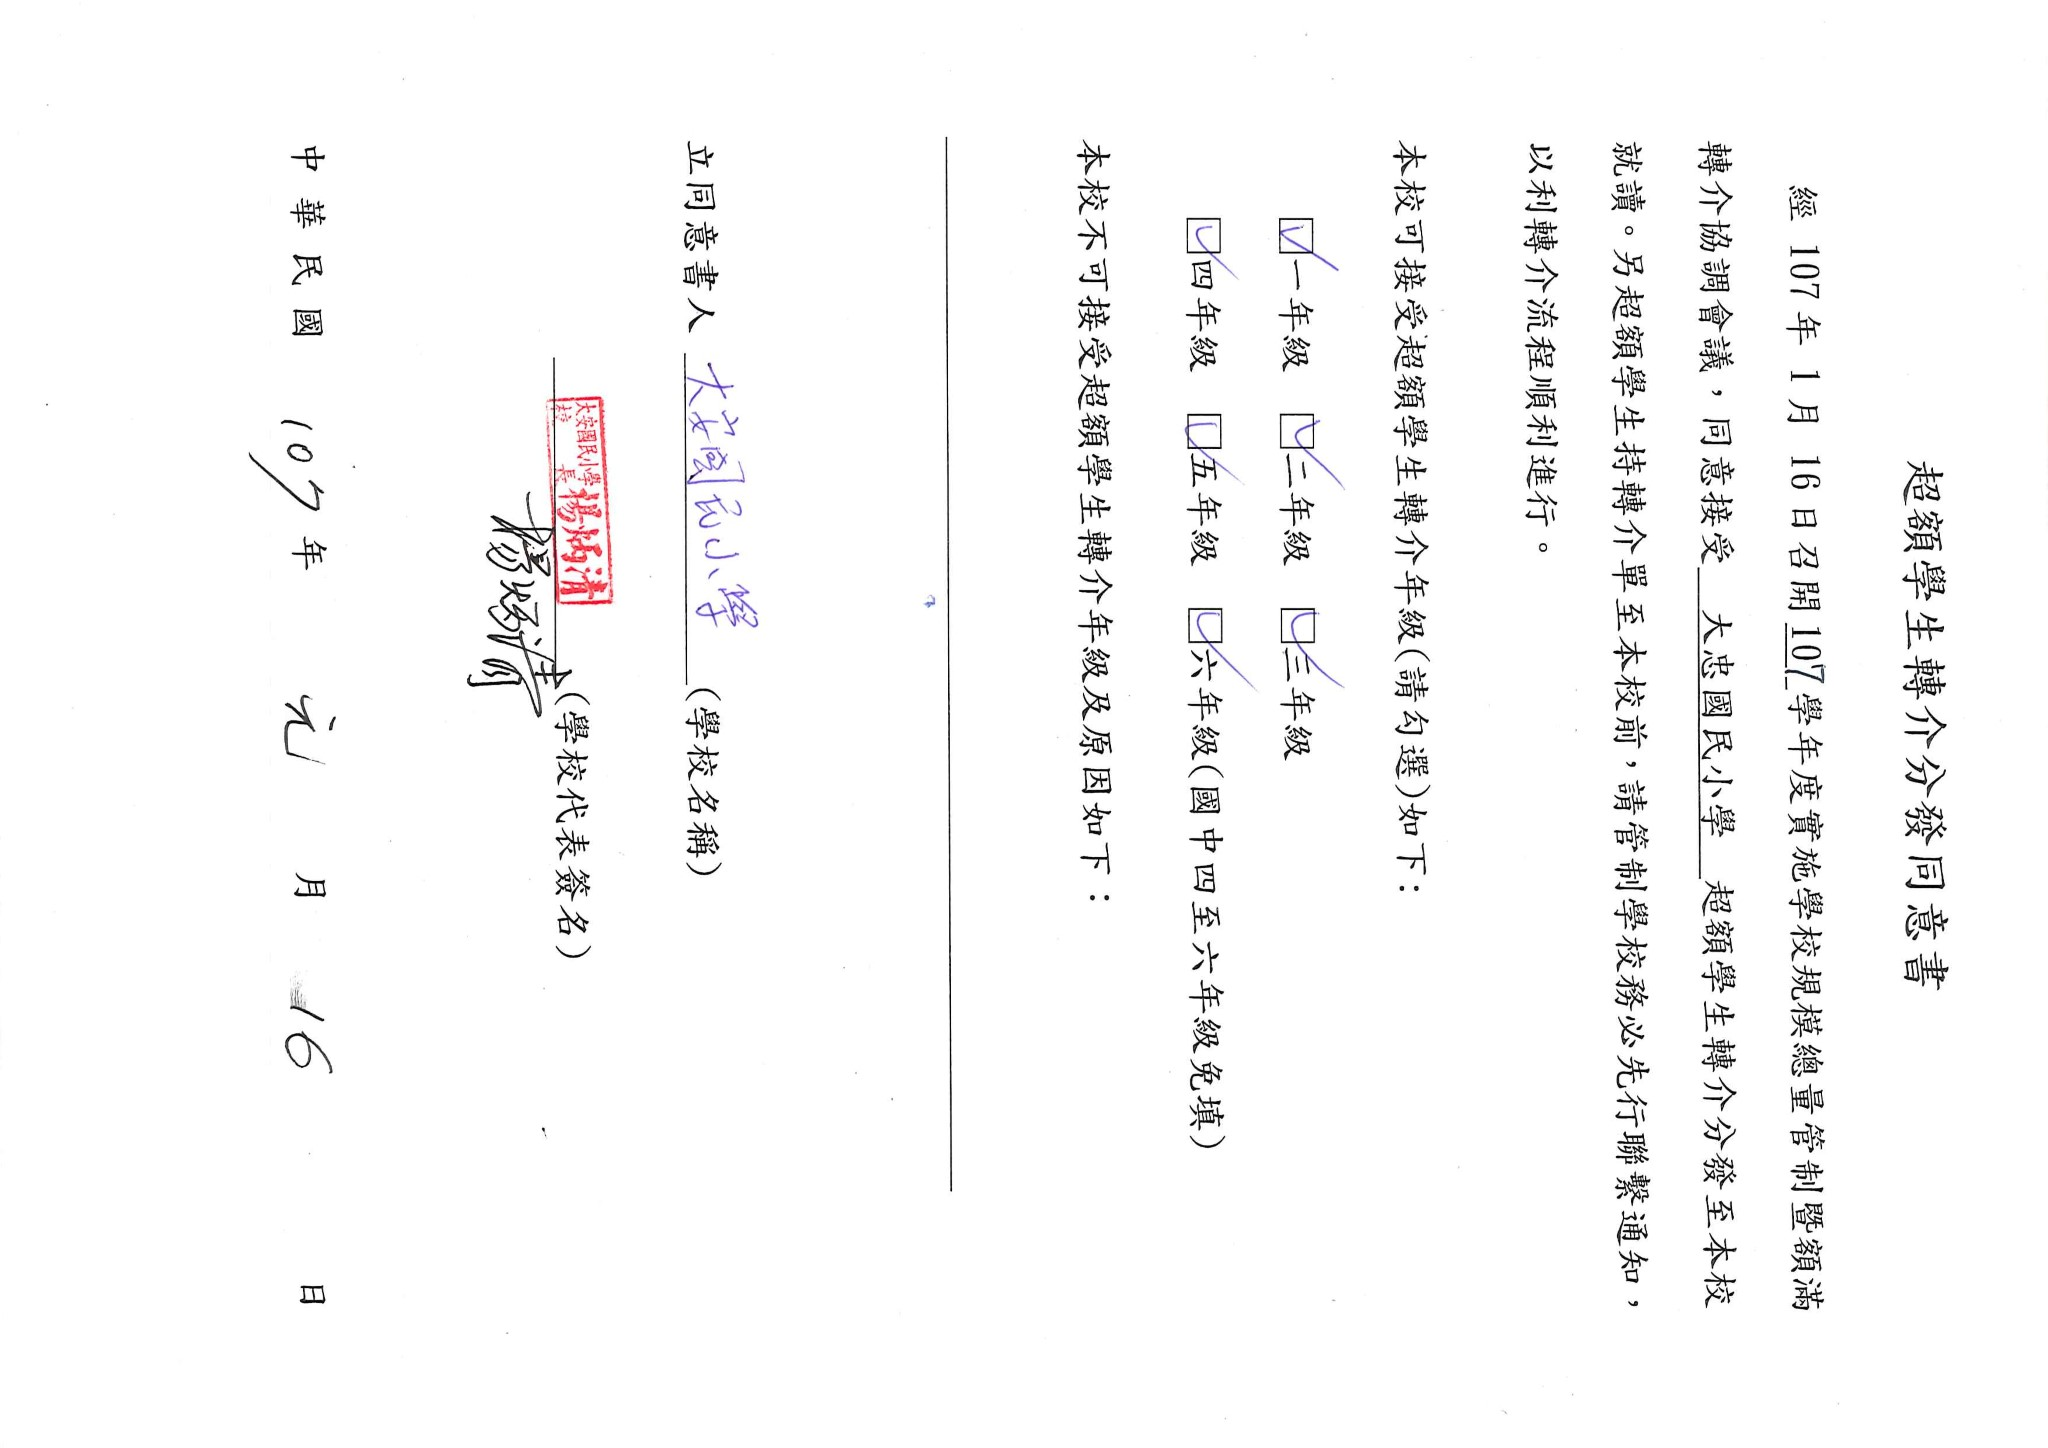 超額學生轉介分發同意書
經 107 年 1 月 16 日召開 107 學年度實施學校規模總量管制暨額滿
轉介協調會議，同意接受 大忠國民小學 超額學生轉介分發至本校
就讀。另超額學生持轉介單至本校前，請管制學校務必先行聯繫通知，
以利轉介流程順利進行。
本校可接受超額學生轉介年級(請勾選)如下：
☑一年級 ☑二年級 ☑三年級
☑四年級 ☑五年級 ☑六年級(國中四至六年級免填)
本校不可接受超額學生轉介年級及原因如下：
立同意書人 大安國民小學 (學校名稱)
大安國民小學
校長 楊炳清
楊炳清 (學校代表簽名)
中華民國 107 年 元 月 16 日